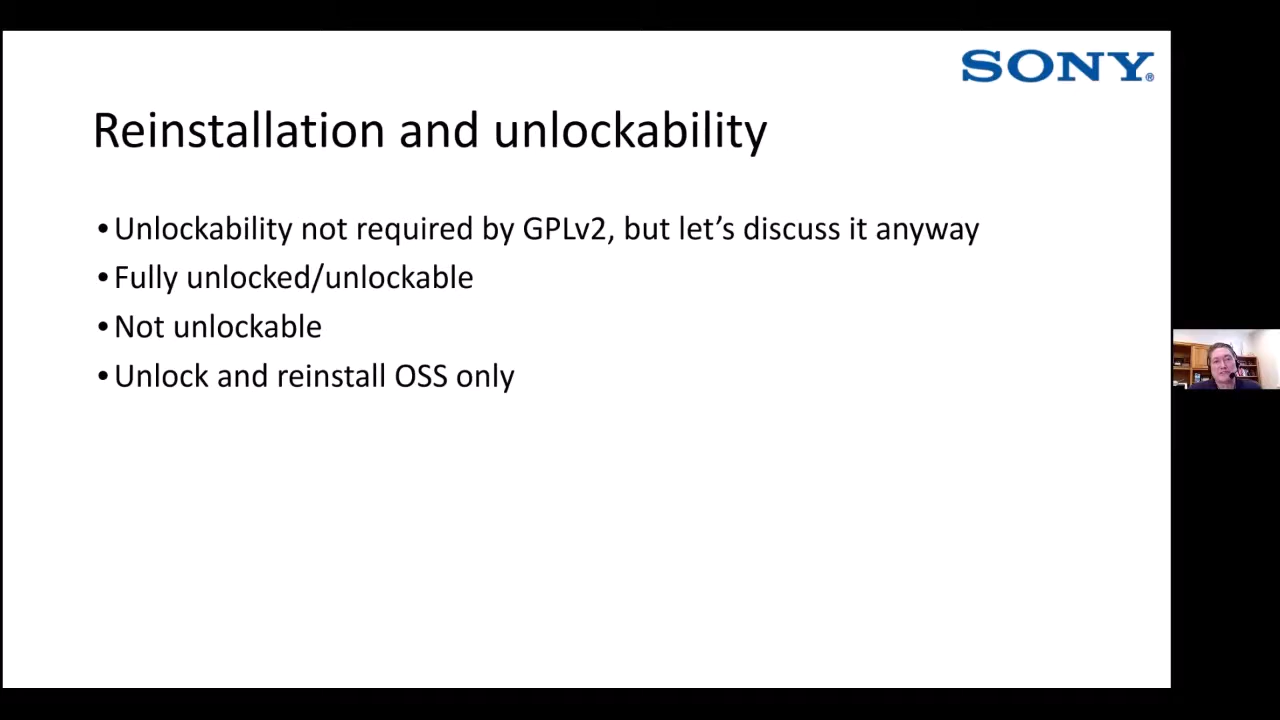 SONY®
Reinstallation and unlockability
•Unlockability not required by GPLv2, but let’s discuss it anyway
•Fully unlocked/unlockable
•Not unlockable
•Unlock and reinstall OSS only